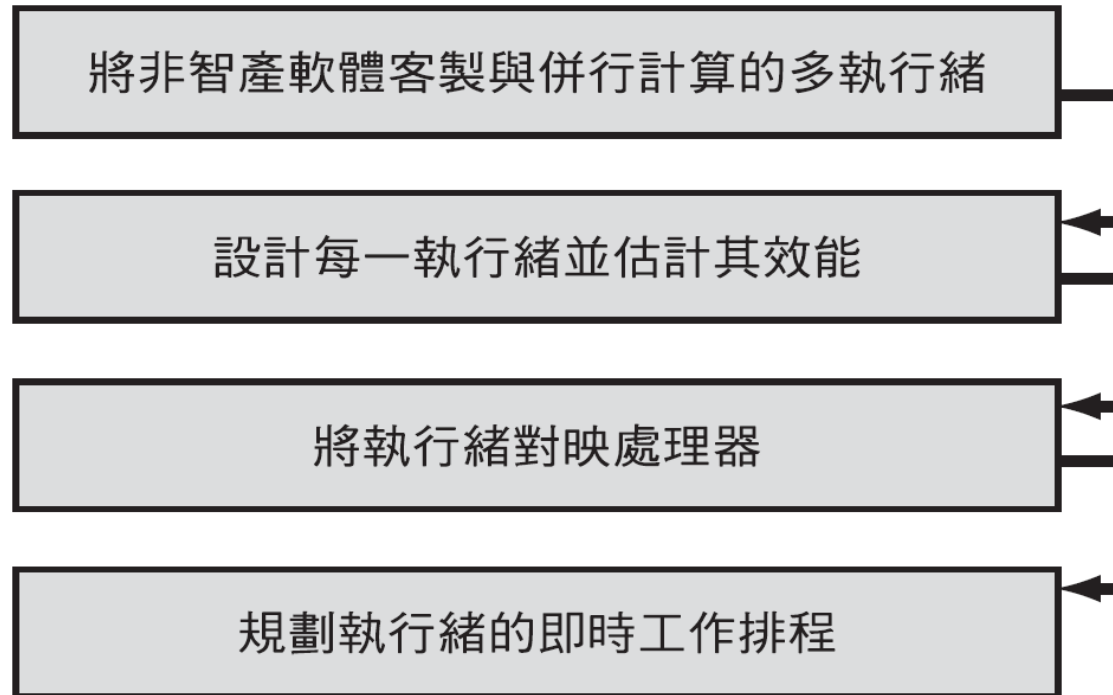 將非智產軟體客製與併行計算的多執行緒
設計每一執行緒並估計其效能
將執行緒對映處理器
規劃執行緒的即時工作排程